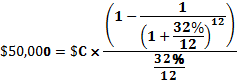 $50,000 = $C × (1 − 1 / (1 + 32% / 12)^12) / (32% / 12)